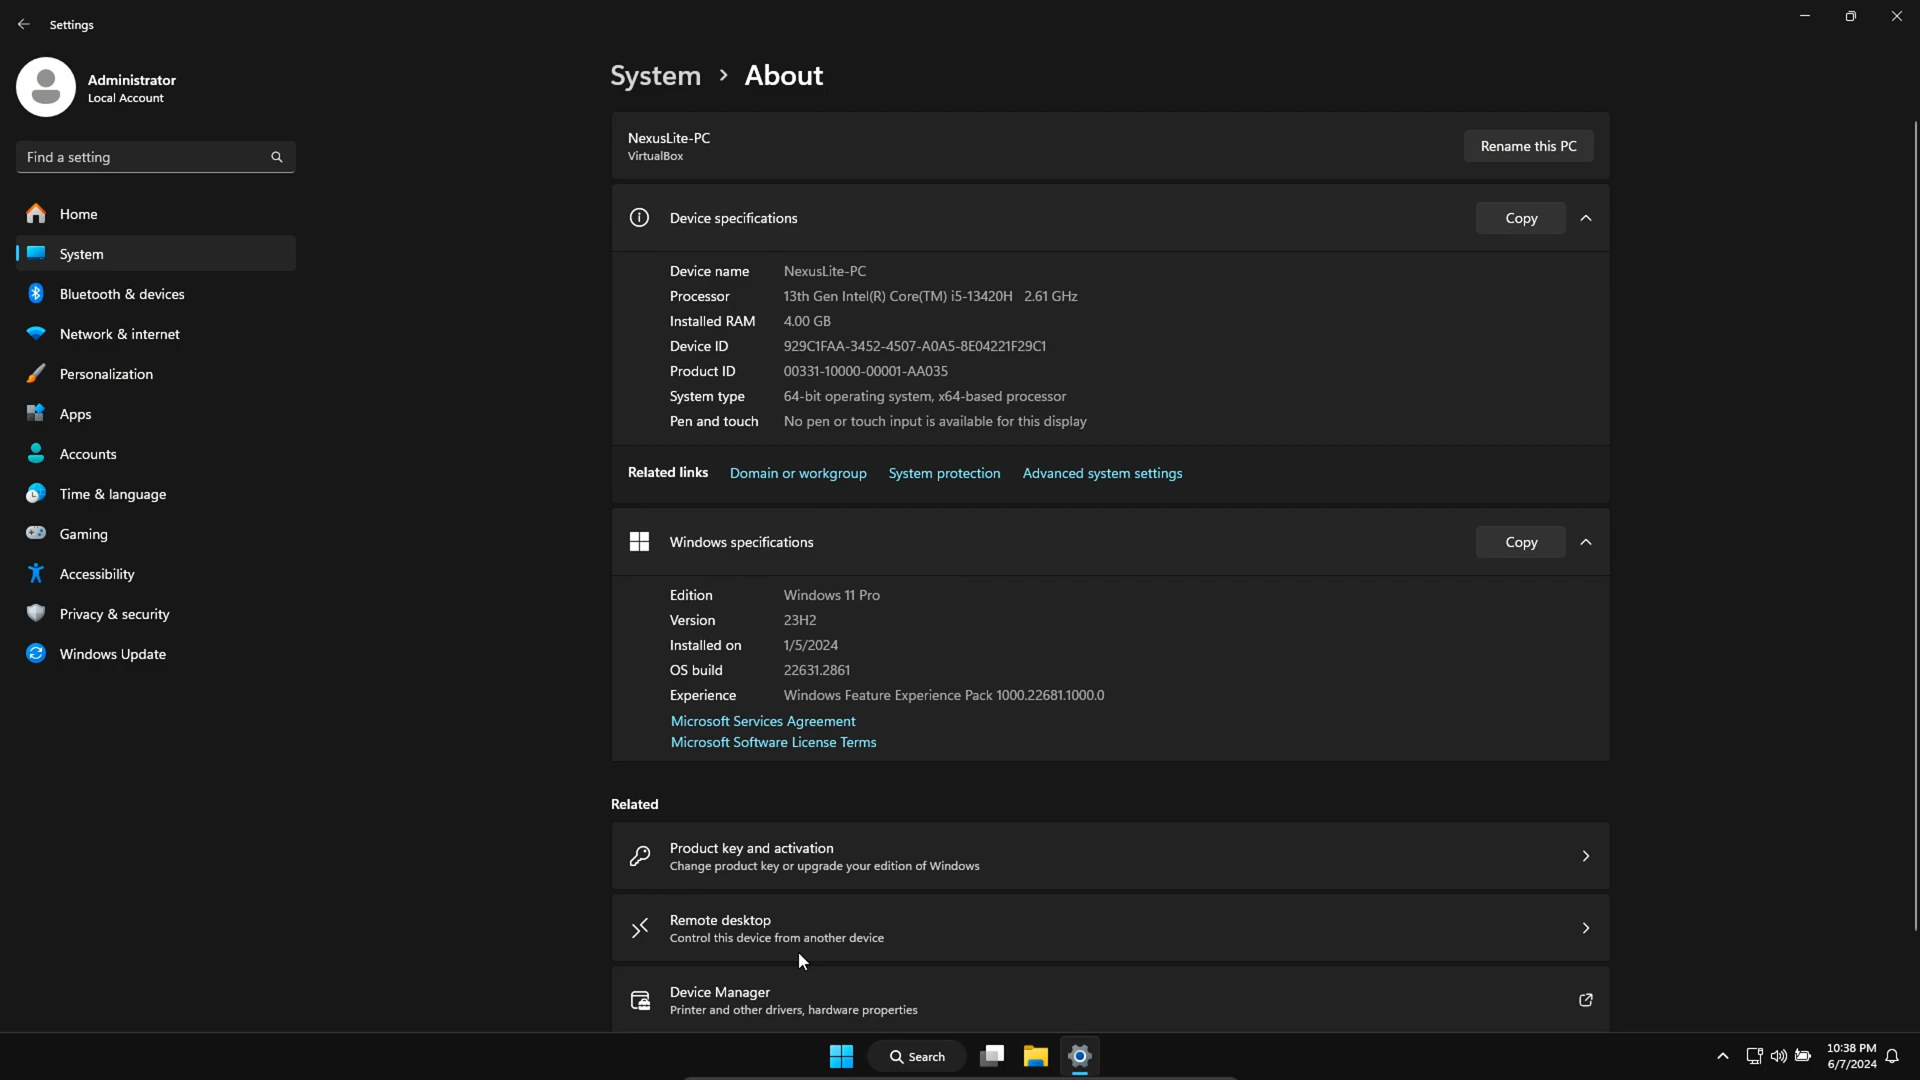 Settings
Administrator
Local Account
Find a setting
Home
System
Bluetooth & devices
Network & internet
Personalization
Apps
Accounts
Time & language
Gaming
Accessibility
Privacy & security
Windows Update
System > About
NexusLite-PC
VirtualBox
Rename this PC
Device specifications
Copy
Device name NexusLite-PC
Processor 13th Gen Intel(R) Core(TM) i5-13420H 2.61 GHz
Installed RAM 4.00 GB
Device ID 929C1FAA-3452-4507-A0A5-8E04221F29C1
Product ID 00331-10000-00001-AA035
System type 64-bit operating system, x64-based processor
Pen and touch No pen or touch input is available for this display
Related links Domain or workgroup System protection Advanced system settings
Windows specifications
Copy
Edition Windows 11 Pro
Version 23H2
Installed on 1/5/2024
OS build 22631.2861
Experience Windows Feature Experience Pack 1000.22681.1000.0
Microsoft Services Agreement
Microsoft Software License Terms
Related
Product key and activation
Change product key or upgrade your edition of Windows
Remote desktop
Control this device from another device
Device Manager
Printer and other drivers, hardware properties
Search
10:38 PM
6/7/2024